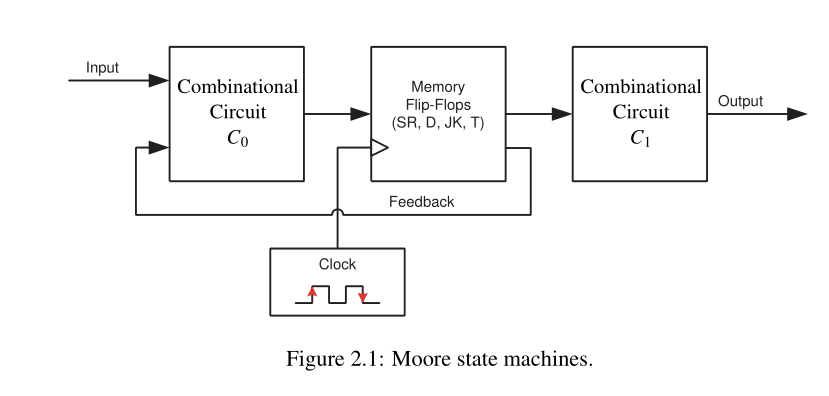 Input
Combinational
Circuit
C0
Memory
Flip-Flops
(SR, D, JK, T)
Combinational
Circuit
C1
Output
Feedback
Clock
Figure 2.1: Moore state machines.